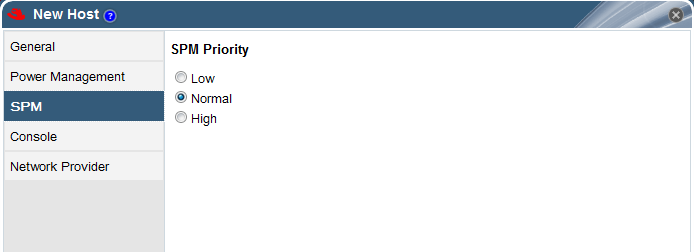 New Host ?
General
Power Management
SPM
Console
Network Provider
SPM Priority
Low
Normal
High